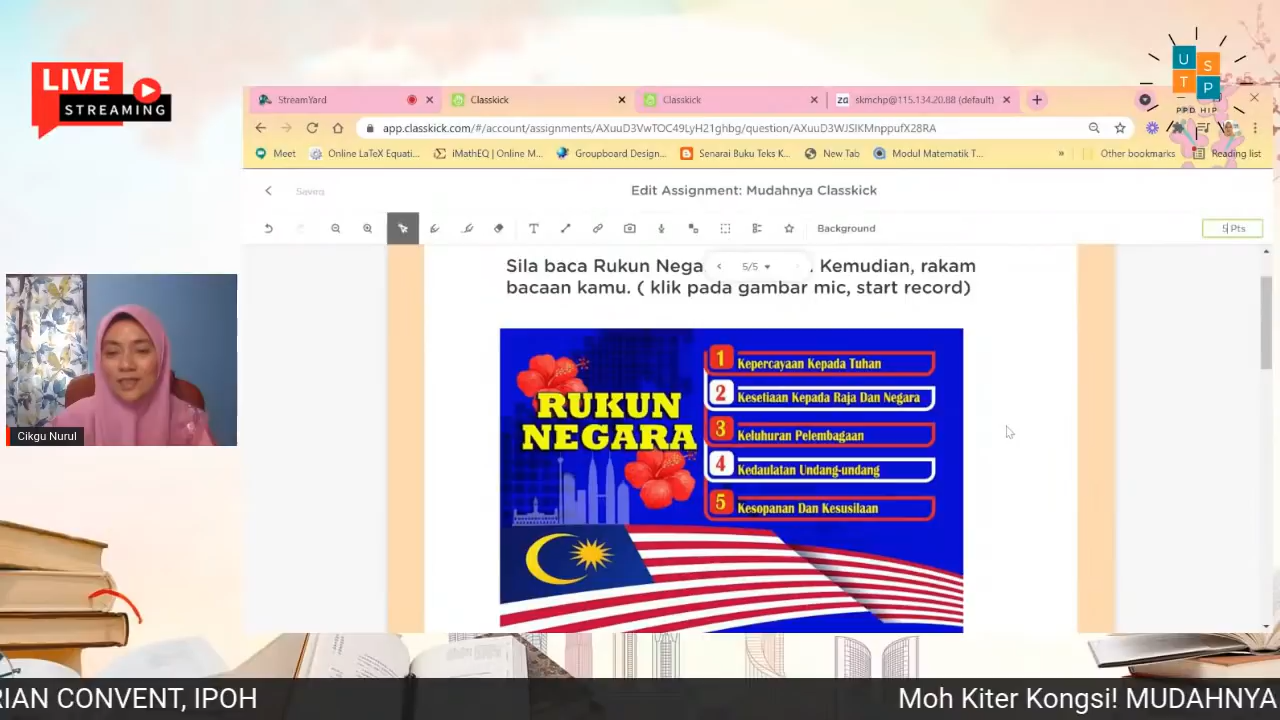 LIVE
STREAMING
U
S
T
P
PPD HIP
StreamYard
Classkick
Classkick
skmchp@115.134.20.88 (default)
app.classkick.com/#/account/assignments/AXuuD3VwTOC49LyH21ghbg/question/AXuuD3WJSIKMnppufX28RA
Meet
Online LaTeX Equati...
iMathEQ | Online M...
Groupboard Design...
Senarai Buku Teks K...
New Tab
Modul Matematik T...
»
Other bookmarks
Reading list
Saved
Edit Assignment: Mudahnya Classkick
T
Background
5 Pts
Sila baca Rukun Nega
5/5
. Kemudian, rakam
bacaan kamu. ( klik pada gambar mic, start record)
RUKUN
NEGARA
1 Kepercayaan Kepada Tuhan
2 Kesetiaan Kepada Raja Dan Negara
3 Keluhuran Pelembagaan
4 Kedaulatan Undang-undang
5 Kesopanan Dan Kesusilaan
Cikgu Nurul
RIAN CONVENT, IPOH
Moh Kiter Kongsi! MUDAHNYA